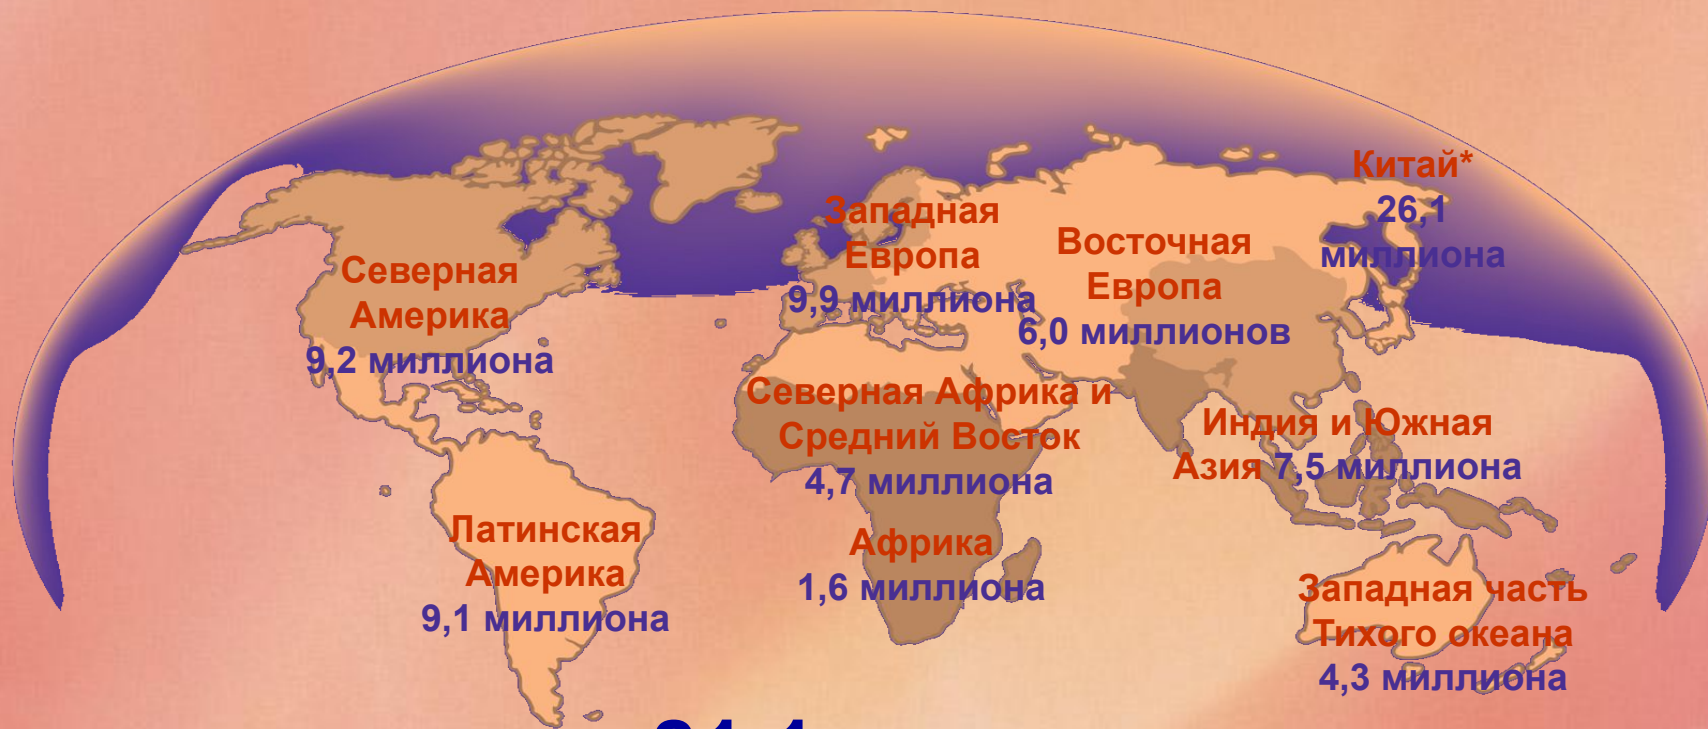 Китай*
26,1
миллиона
Западная
Европа
9,9 миллиона
Восточная
Европа
6,0 миллионов
Северная
Америка
9,2 миллиона
Северная Африка и
Средний Восток
4,7 миллиона
Индия и Южная
Азия 7,5 миллиона
Латинская
Америка
9,1 миллиона
Африка
1,6 миллиона
Западная часть
Тихого океана
4,3 миллиона